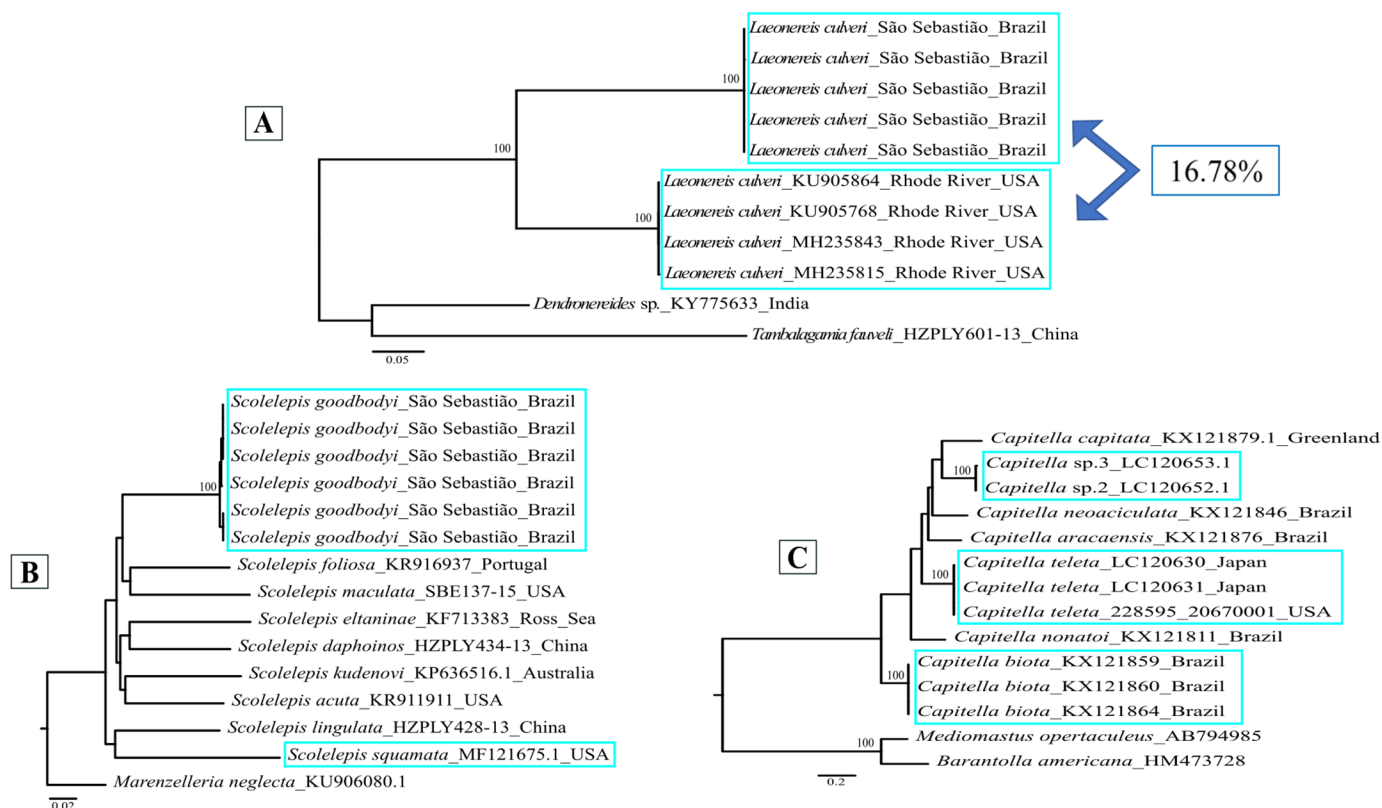 Laeonereis culveri_São Sebastião_Brazil
Laeonereis culveri_São Sebastião_Brazil
100
Laeonereis culveri_São Sebastião_Brazil
Laeonereis culveri_São Sebastião_Brazil
Laeonereis culveri_São Sebastião_Brazil
A
100
16.78%
Laeonereis culveri_KU905864_Rhode River_USA
Laeonereis culveri_KU905768_Rhode River_USA
100
Laeonereis culveri_MH235843_Rhode River_USA
Laeonereis culveri_MH235815_Rhode River_USA
Dendronereides sp._KY775633_India
Tambalagamia fauveli_HZPLY601-13_China
0.05
Scolelepis goodbodyi_São Sebastião_Brazil
Scolelepis goodbodyi_São Sebastião_Brazil
Scolelepis goodbodyi_São Sebastião_Brazil
100
Scolelepis goodbodyi_São Sebastião_Brazil
Scolelepis goodbodyi_São Sebastião_Brazil
Scolelepis goodbodyi_São Sebastião_Brazil
B
Scolelepis foliosa_KR916937_Portugal
Scolelepis maculata_SBE137-15_USA
Scolelepis eltaninae_KF713383_Ross_Sea
Scolelepis daphoinos_HZPLY434-13_China
Scolelepis kudenovi_KP636516.1_Australia
Scolelepis acuta_KR911911_USA
Scolelepis lingulata_HZPLY428-13_China
Scolelepis squamata_MF121675.1_USA
Marenzelleria neglecta_KU906080.1
0.02
Capitella capitata_KX121879.1_Greenland
100
Capitella sp.3_LC120653.1
Capitella sp.2_LC120652.1
Capitella neoaciculata_KX121846_Brazil
Capitella aracaensis_KX121876_Brazil
C
Capitella teleta_LC120630_Japan
100
Capitella teleta_LC120631_Japan
Capitella teleta_228595_20670001_USA
Capitella nonatoi_KX121811_Brazil
Capitella biota_KX121859_Brazil
100
Capitella biota_KX121860_Brazil
Capitella biota_KX121864_Brazil
100
Mediomastus opertaculeus_AB794985
Barantolla americana_HM473728
0.2